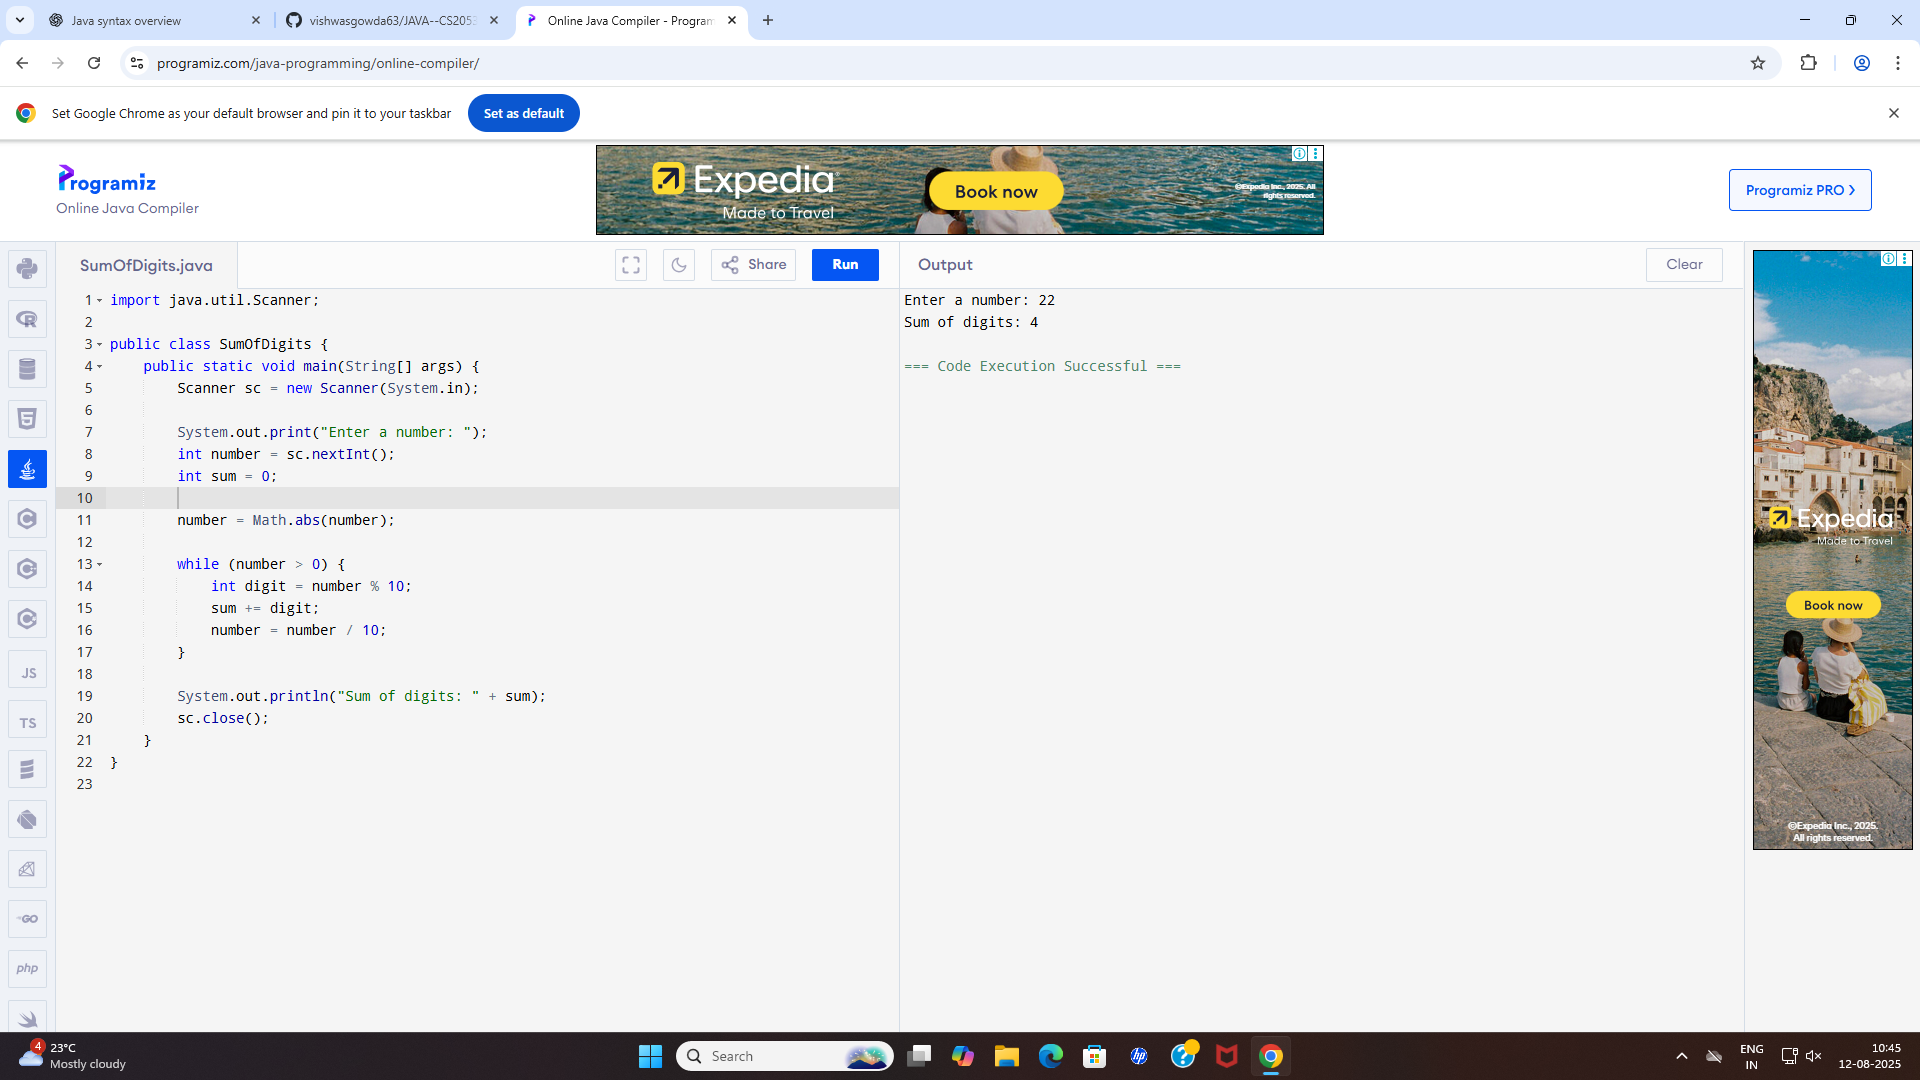 Java syntax overview
vishwasgowda63/JAVA--CS2053
Online Java Compiler - Program
programiz.com/java-programming/online-compiler/
Set Google Chrome as your default browser and pin it to your taskbar
Set as default
Programiz
Online Java Compiler
Expedia
Made to Travel
Book now
©Expedia Inc., 2025. All
rights reserved.
Programiz PRO
SumOfDigits.java
Share
Run
Output
Clear
1 import java.util.Scanner;
2
3 public class SumOfDigits {
4 public static void main(String[] args) {
5 Scanner sc = new Scanner(System.in);
6
7 System.out.print("Enter a number: ");
8 int number = sc.nextInt();
9 int sum = 0;
10
11 number = Math.abs(number);
12
13 while (number > 0) {
14 int digit = number % 10;
15 sum += digit;
16 number = number / 10;
17 }
18
19 System.out.println("Sum of digits: " + sum);
20 sc.close();
21 }
22 }
23
Enter a number: 22
Sum of digits: 4
=== Code Execution Successful ===
JS
TS
GO
php
Expedia
Made to Travel
Book now
©Expedia Inc., 2025.
All rights reserved.
4
23°C
Mostly cloudy
Search
hp
ENG
IN
10:45
12-08-2025